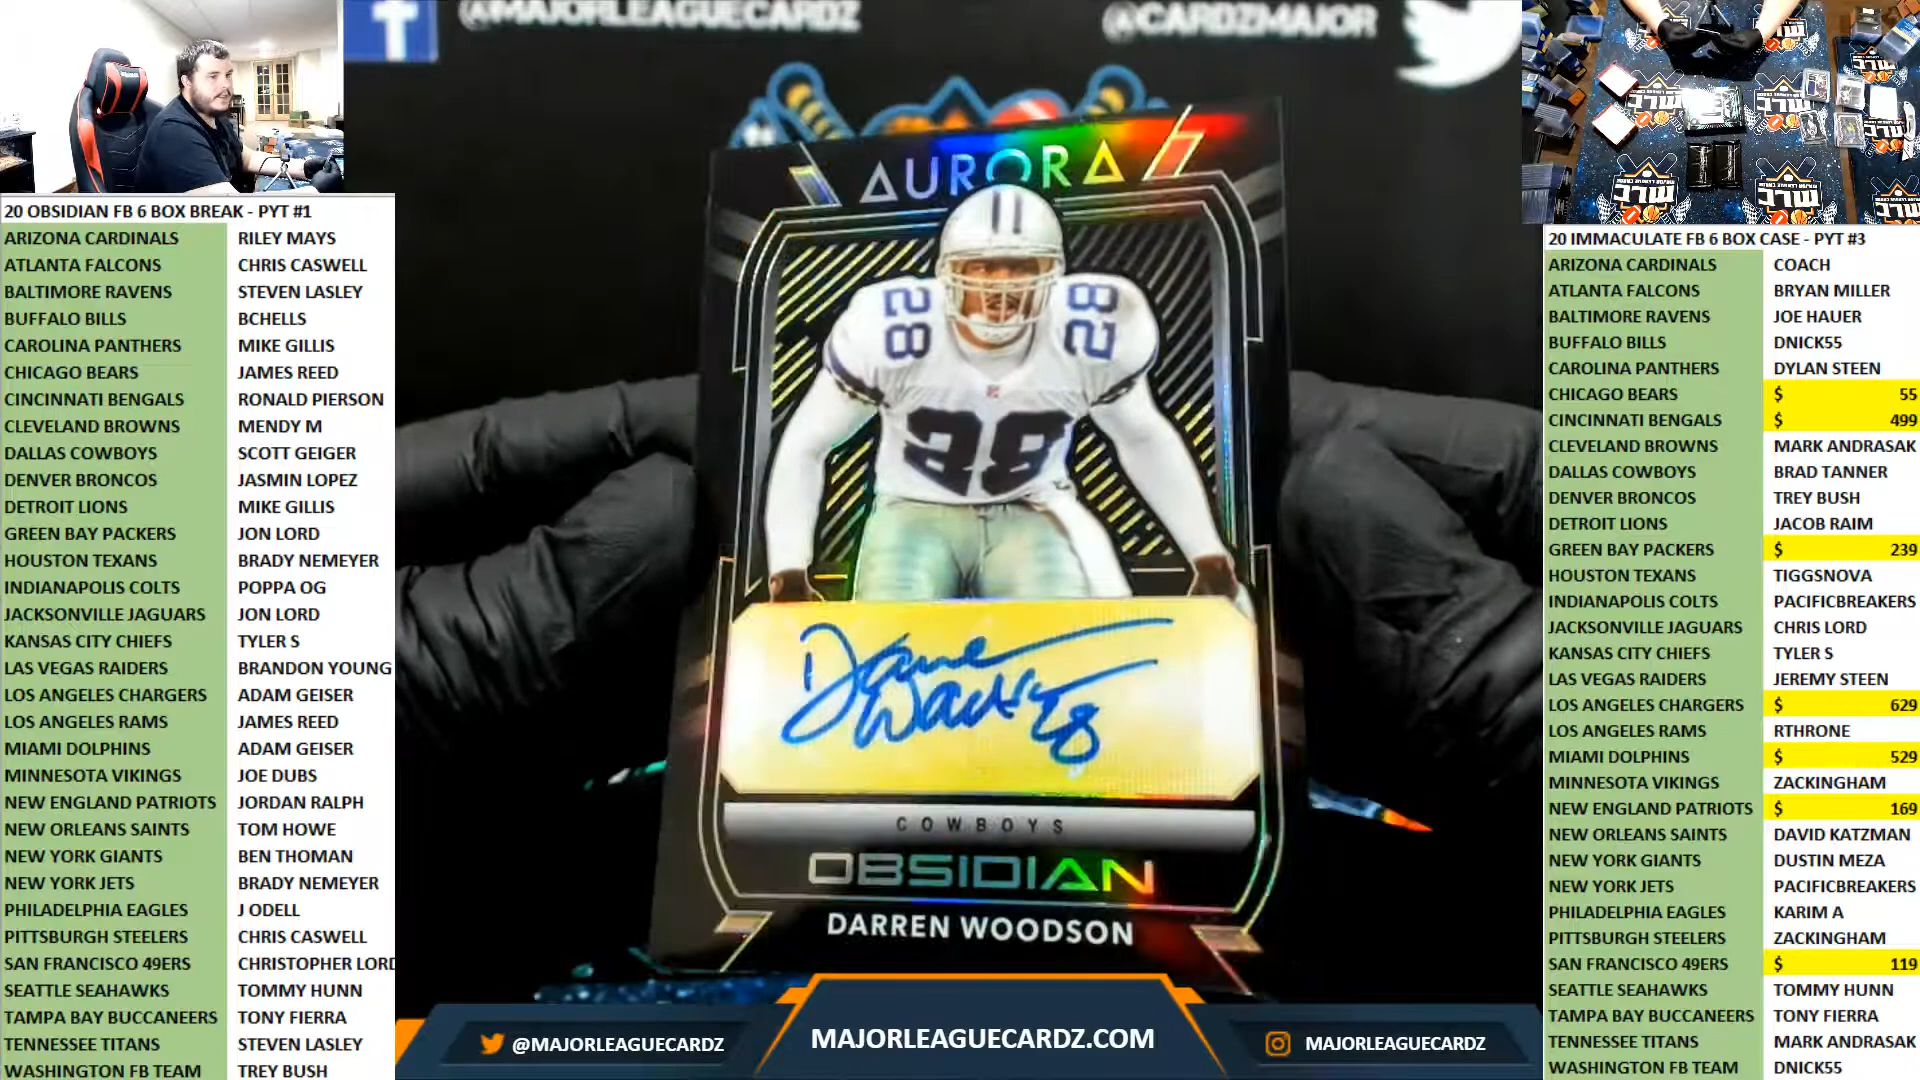 @MAJORLEAGUECARDZ
@CARDZMAJOR
20 OBSIDIAN FB 6 BOX BREAK - PYT #1
ARIZONA CARDINALS RILEY MAYS
ATLANTA FALCONS CHRIS CASWELL
BALTIMORE RAVENS STEVEN LASLEY
BUFFALO BILLS BCHELLS
CAROLINA PANTHERS MIKE GILLIS
CHICAGO BEARS JAMES REED
CINCINNATI BENGALS RONALD PIERSON
CLEVELAND BROWNS MENDY M
DALLAS COWBOYS SCOTT GEIGER
DENVER BRONCOS JASMIN LOPEZ
DETROIT LIONS MIKE GILLIS
GREEN BAY PACKERS JON LORD
HOUSTON TEXANS BRADY NEMEYER
INDIANAPOLIS COLTS POPPA OG
JACKSONVILLE JAGUARS JON LORD
KANSAS CITY CHIEFS TYLER S
LAS VEGAS RAIDERS BRANDON YOUNG
LOS ANGELES CHARGERS ADAM GEISER
LOS ANGELES RAMS JAMES REED
MIAMI DOLPHINS ADAM GEISER
MINNESOTA VIKINGS JOE DUBS
NEW ENGLAND PATRIOTS JORDAN RALPH
NEW ORLEANS SAINTS TOM HOWE
NEW YORK GIANTS BEN THOMAN
NEW YORK JETS BRADY NEMEYER
PHILADELPHIA EAGLES J ODELL
PITTSBURGH STEELERS CHRIS CASWELL
SAN FRANCISCO 49ERS CHRISTOPHER LORD
SEATTLE SEAHAWKS TOMMY HUNN
TAMPA BAY BUCCANEERS TONY FIERRA
TENNESSEE TITANS STEVEN LASLEY
WASHINGTON FB TEAM TREY BUSH
AURORA
28 28
28
Darren
Woodson 28
COWBOYS
OBSIDIAN
DARREN WOODSON
@MAJORLEAGUECARDZ
MAJORLEAGUECARDZ.COM
MAJORLEAGUECARDZ
20 IMMACULATE FB 6 BOX CASE - PYT #3
ARIZONA CARDINALS COACH
ATLANTA FALCONS BRYAN MILLER
BALTIMORE RAVENS JOE HAUER
BUFFALO BILLS DNICK55
CAROLINA PANTHERS DYLAN STEEN
CHICAGO BEARS $ 55
CINCINNATI BENGALS $ 499
CLEVELAND BROWNS MARK ANDRASAK
DALLAS COWBOYS BRAD TANNER
DENVER BRONCOS TREY BUSH
DETROIT LIONS JACOB RAIM
GREEN BAY PACKERS $ 239
HOUSTON TEXANS TIGGSNOVA
INDIANAPOLIS COLTS PACIFICBREAKERS
JACKSONVILLE JAGUARS CHRIS LORD
KANSAS CITY CHIEFS TYLER S
LAS VEGAS RAIDERS JEREMY STEEN
LOS ANGELES CHARGERS $ 629
LOS ANGELES RAMS RTHRONE
MIAMI DOLPHINS $ 529
MINNESOTA VIKINGS ZACKINGHAM
NEW ENGLAND PATRIOTS $ 169
NEW ORLEANS SAINTS DAVID KATZMAN
NEW YORK GIANTS DUSTIN MEZA
NEW YORK JETS PACIFICBREAKERS
PHILADELPHIA EAGLES KARIM A
PITTSBURGH STEELERS ZACKINGHAM
SAN FRANCISCO 49ERS $ 119
SEATTLE SEAHAWKS TOMMY HUNN
TAMPA BAY BUCCANEERS TONY FIERRA
TENNESSEE TITANS MARK ANDRASAK
WASHINGTON FB TEAM DNICK55